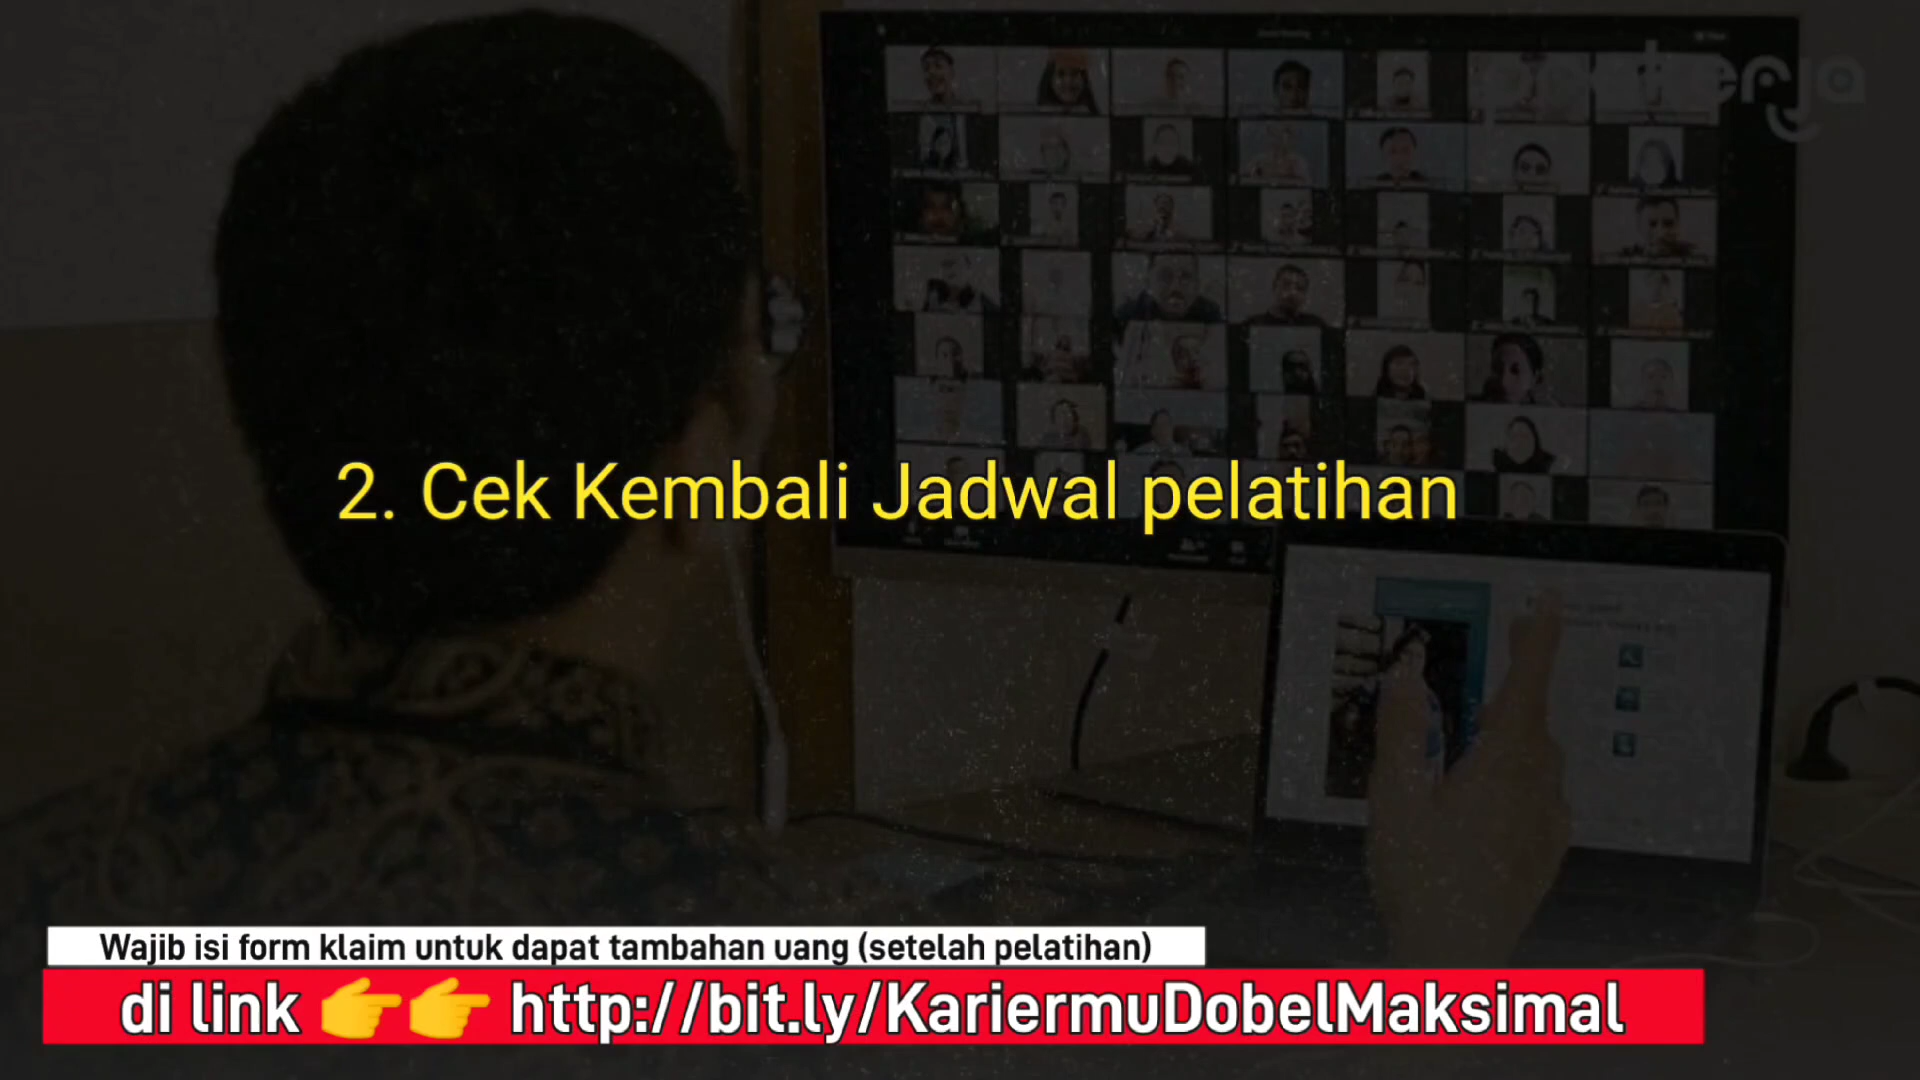 2. Cek Kembali Jadwal pelatihan
Wajib isi form klaim untuk dapat tambahan uang (setelah pelatihan)
di link 👉👉 http://bit.ly/KariermuDobelMaksimal